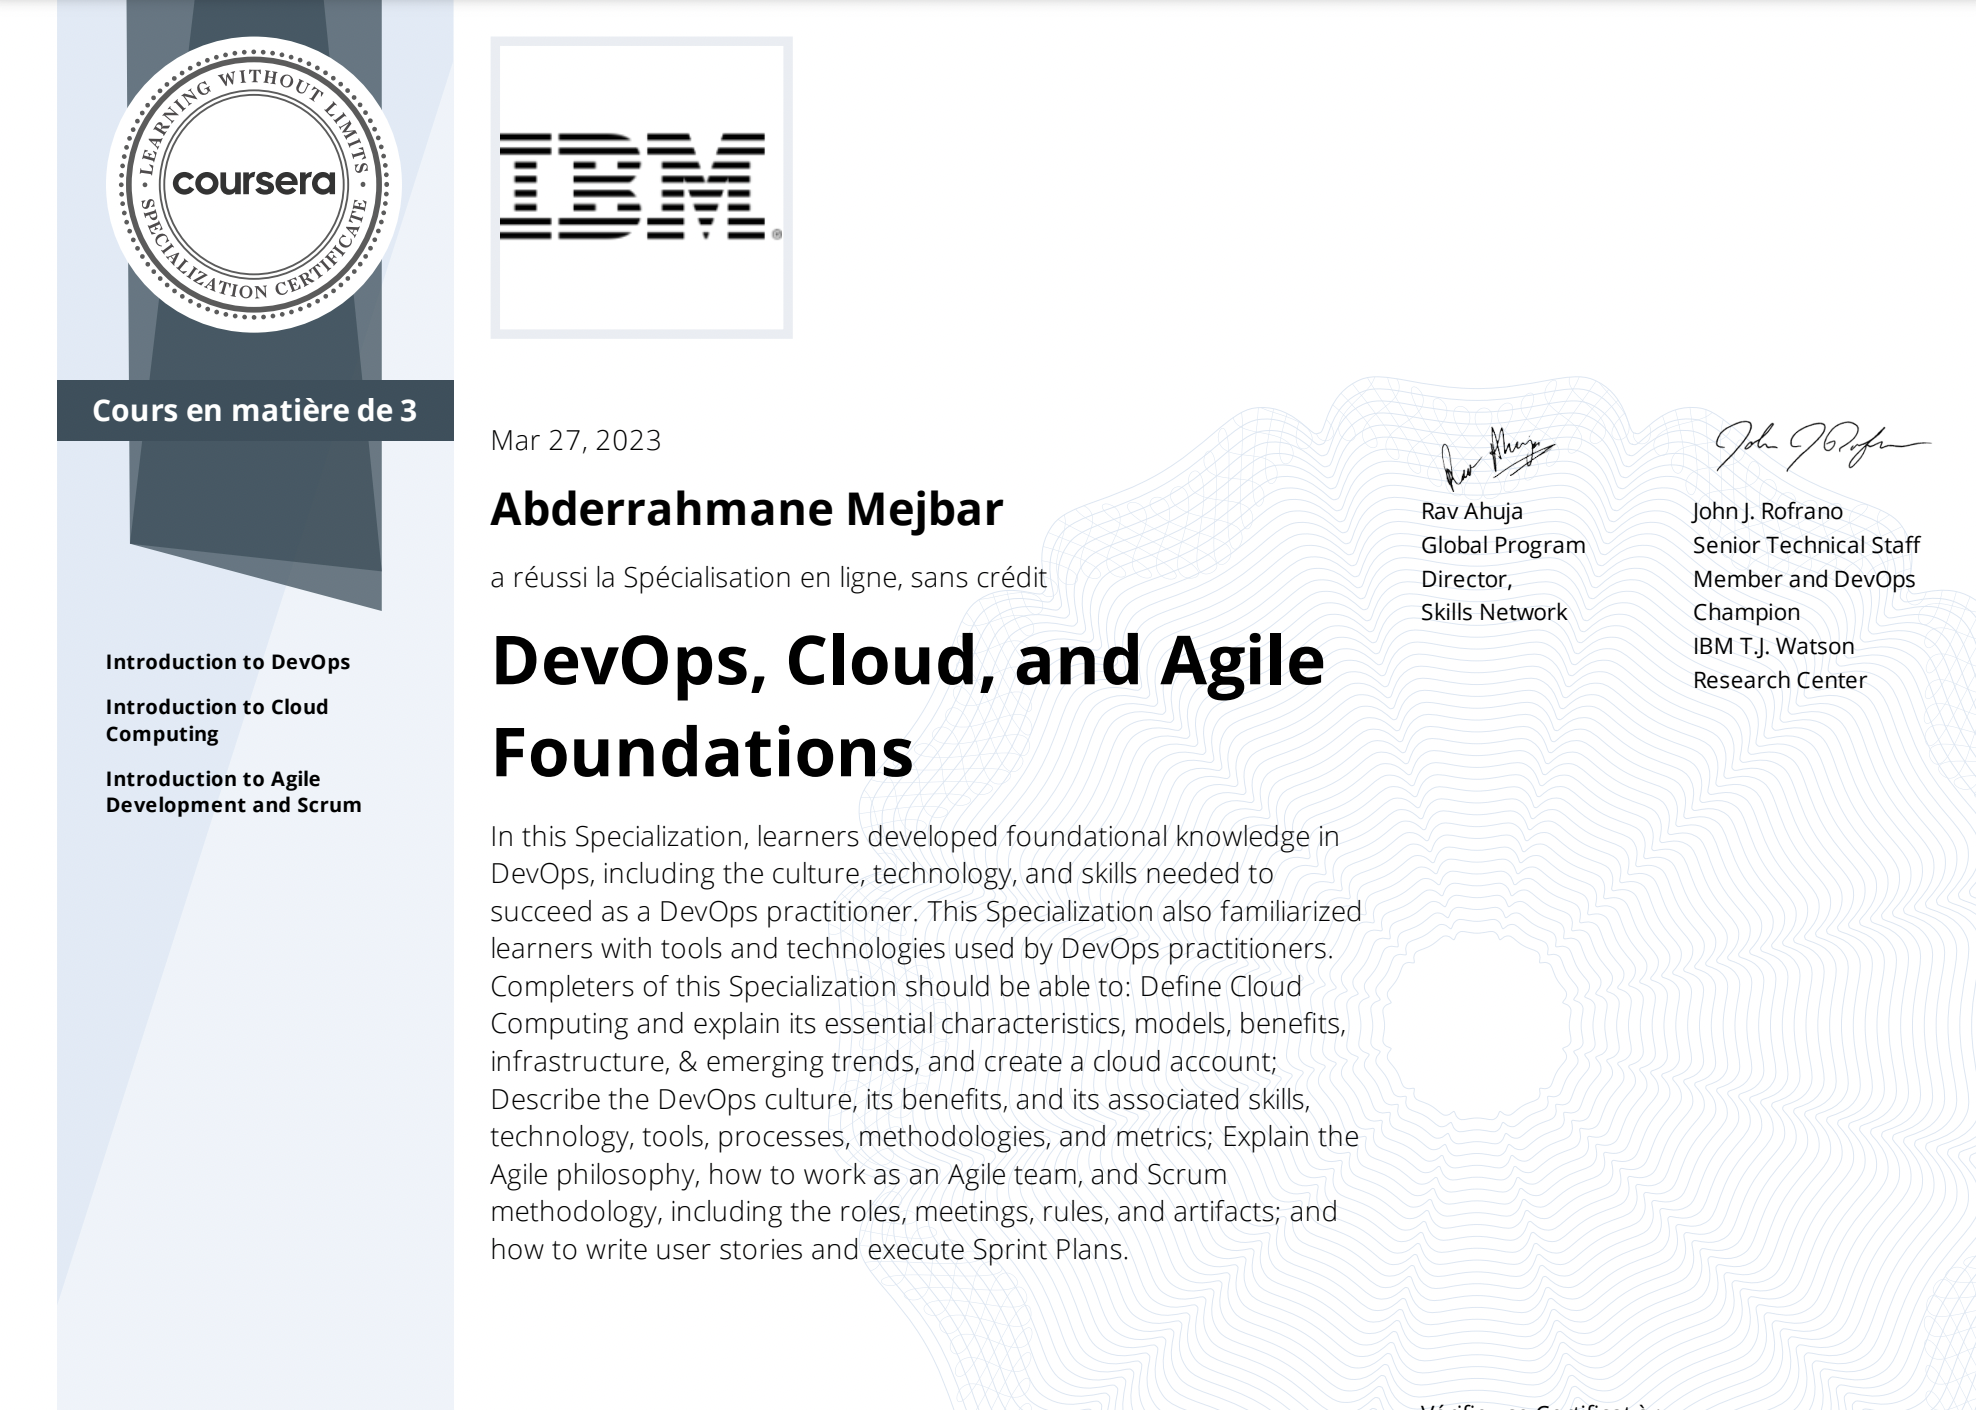 LEARNING WITHOUT LIMITS
coursera
SPECIALIZATION CERTIFICATE
IBM
®
Cours en matière de 3
Introduction to DevOps
Introduction to Cloud
Computing
Introduction to Agile
Development and Scrum
Mar 27, 2023
Abderrahmane Mejbar
a réussi la Spécialisation en ligne, sans crédit
DevOps, Cloud, and Agile
Foundations
In this Specialization, learners developed foundational knowledge in
DevOps, including the culture, technology, and skills needed to
succeed as a DevOps practitioner. This Specialization also familiarized
learners with tools and technologies used by DevOps practitioners.
Completers of this Specialization should be able to: Define Cloud
Computing and explain its essential characteristics, models, benefits,
infrastructure, & emerging trends, and create a cloud account;
Describe the DevOps culture, its benefits, and its associated skills,
technology, tools, processes, methodologies, and metrics; Explain the
Agile philosophy, how to work as an Agile team, and Scrum
methodology, including the roles, meetings, rules, and artifacts; and
how to write user stories and execute Sprint Plans.
Rav Ahuja
Rav Ahuja
Global Program
Director,
Skills Network
John J Rofrano
John J. Rofrano
Senior Technical Staff
Member and DevOps
Champion
IBM T.J. Watson
Research Center